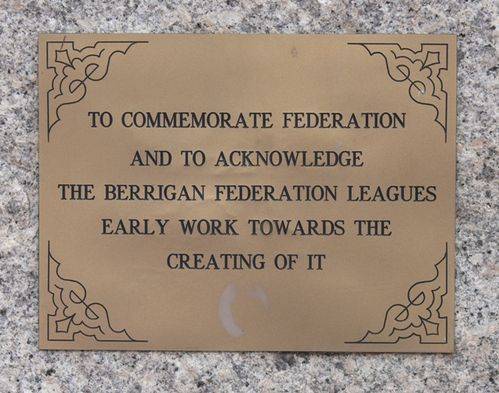 TO COMMEMORATE FEDERATION
AND TO ACKNOWLEDGE
THE BERRIGAN FEDERATION LEAGUES
EARLY WORK TOWARDS THE
CREATING OF IT